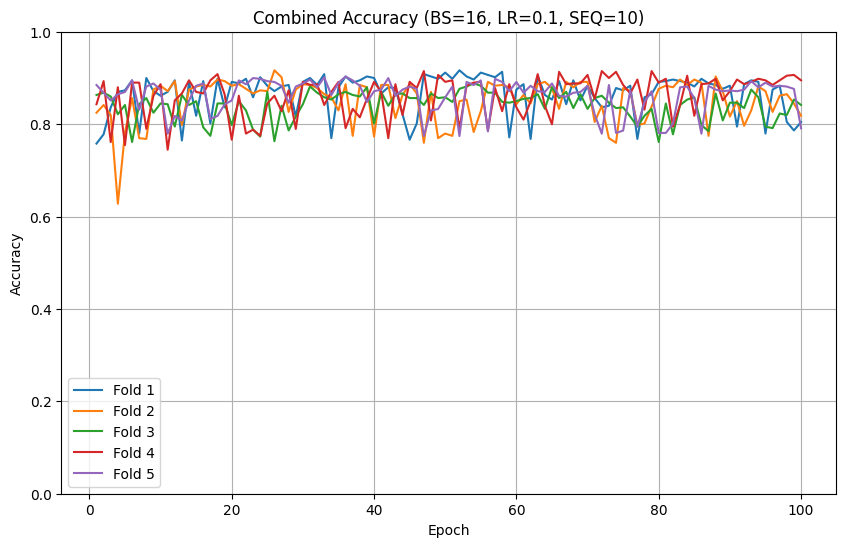 Combined Accuracy (BS=16, LR=0.1, SEQ=10)
1.0
0.8
0.6
0.4
0.2
0.0
Accuracy
Fold 1
Fold 2
Fold 3
Fold 4
Fold 5
0 20 40 60 80 100
Epoch